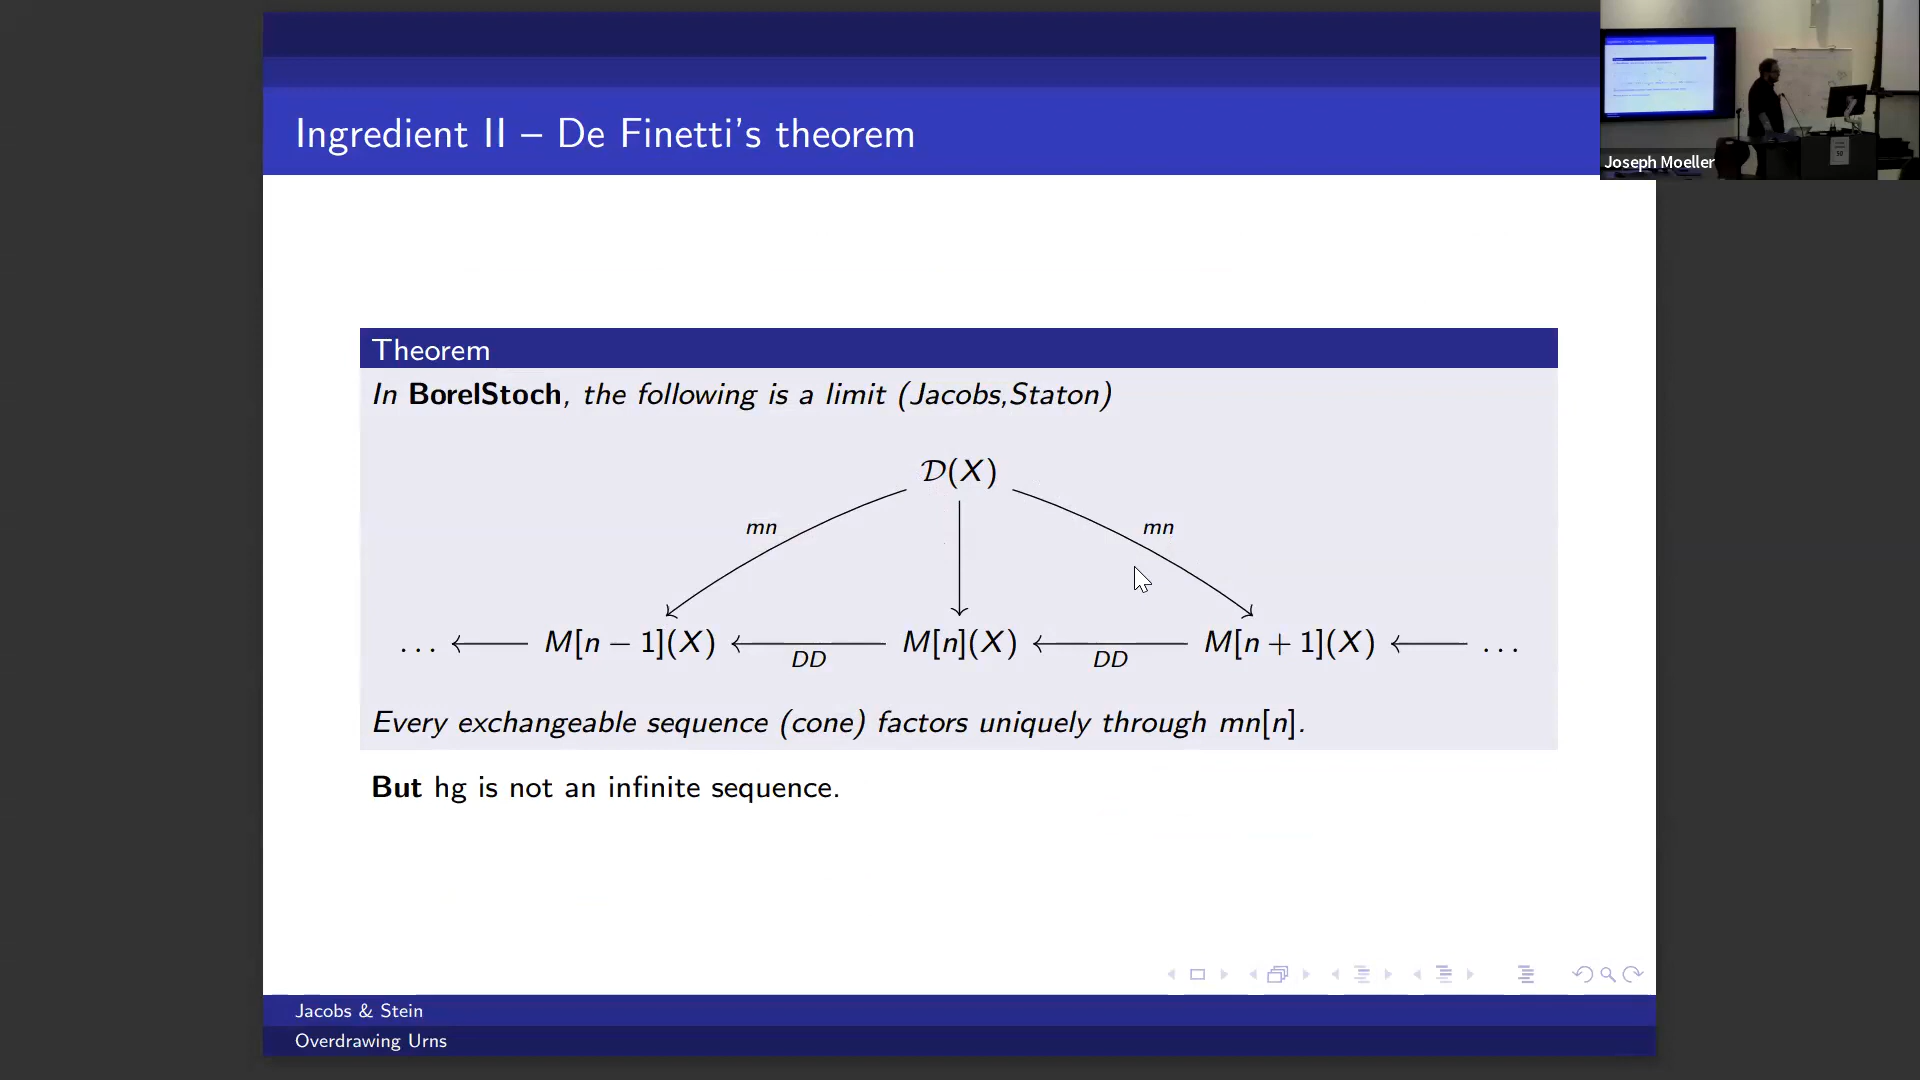 Ingredient II – De Finetti's theorem
Joseph Moeller
Theorem
In BorelStoch, the following is a limit (Jacobs,Staton)
𝒟(X)
mn mn
... M[n − 1](X) M[n](X) M[n + 1](X) ...
DD DD
Every exchangeable sequence (cone) factors uniquely through mn[n].
But hg is not an infinite sequence.
Jacobs & Stein
Overdrawing Urns